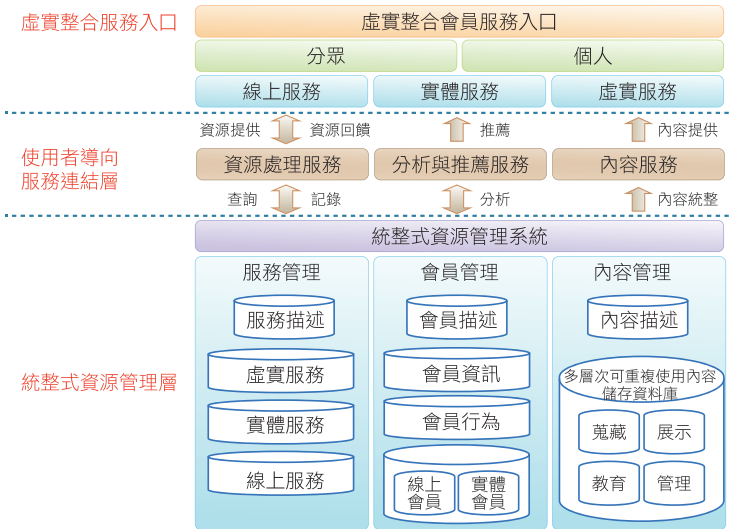 虛實整合服務入口
虛實整合會員服務入口
分眾
個人
線上服務
實體服務
虛實服務
資源提供
資源回饋
推薦
內容提供
使用者導向
服務連結層
資源處理服務
分析與推薦服務
內容服務
查詢
記錄
分析
內容統整
統整式資源管理系統
統整式資源管理層
服務管理
服務描述
虛實服務
實體服務
線上服務
會員管理
會員描述
會員資訊
會員行為
線上
會員
實體
會員
內容管理
內容描述
多層次可重複使用內容
儲存資料庫
蒐藏
展示
教育
管理